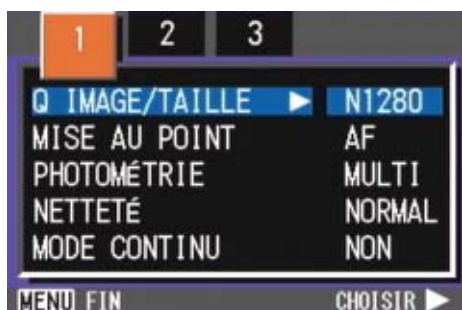 1 2 3
Q IMAGE/TAILLE ▶ N1280
MISE AU POINT AF
PHOTOMÉTRIE MULTI
NETTETÉ NORMAL
MODE CONTINU NON
MENU FIN CHOISIR ▶